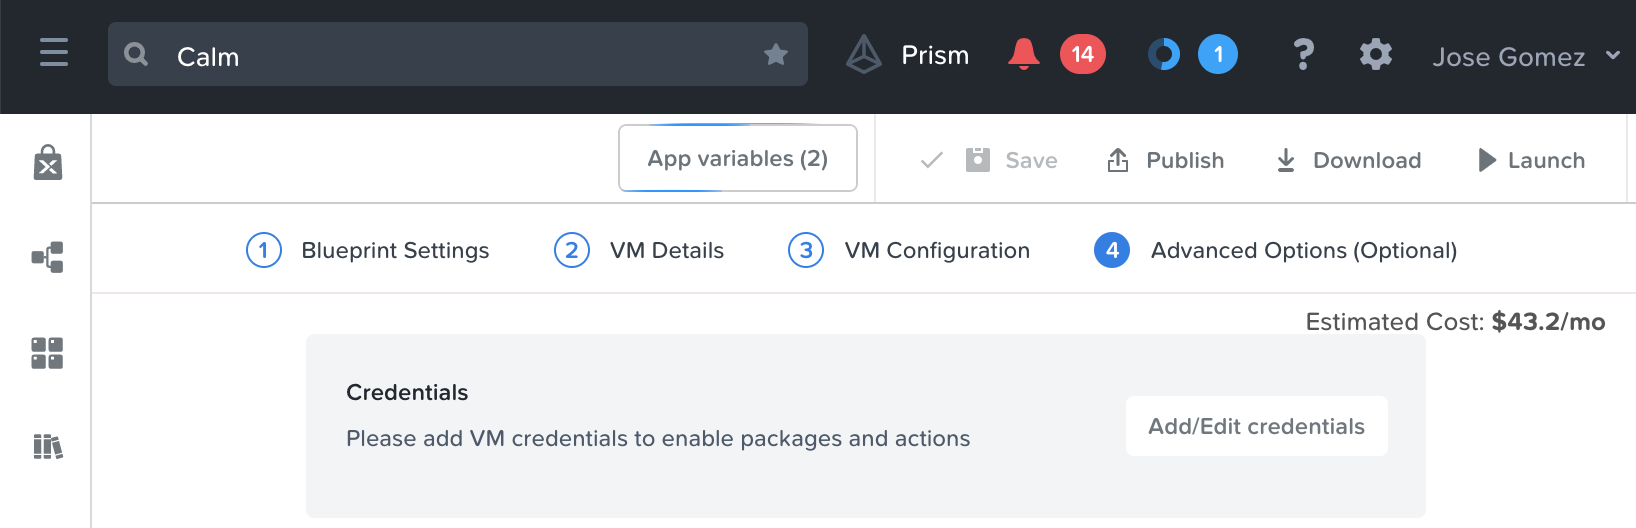 Calm
Prism
14
1
?
Jose Gomez
App variables (2)
Save
Publish
Download
Launch
1 Blueprint Settings
2 VM Details
3 VM Configuration
4 Advanced Options (Optional)
Estimated Cost: $43.2/mo
Credentials
Please add VM credentials to enable packages and actions
Add/Edit credentials